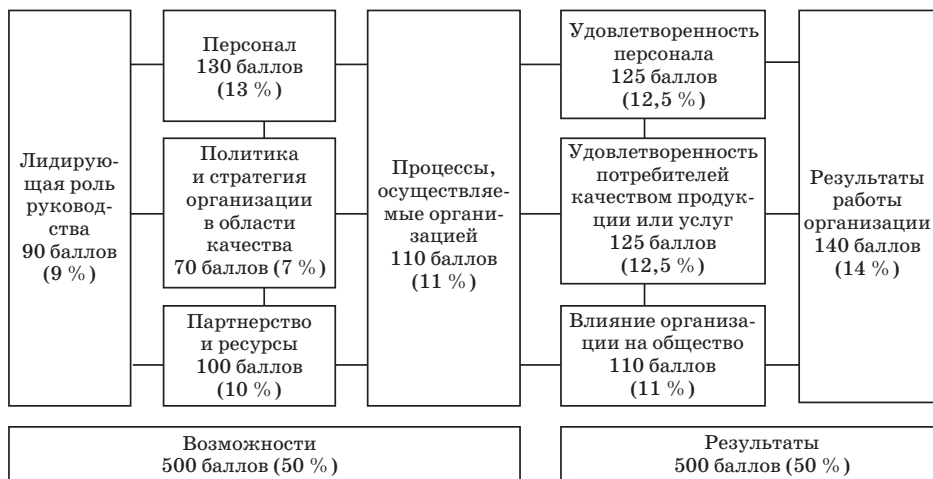 Лидирую-
щая роль
руковод-
ства
90 баллов
(9 %)
Персонал
130 баллов
(13 %)
Политика
и стратегия
организации
в области
качества
70 баллов (7 %)
Партнерство
и ресурсы
100 баллов
(10 %)
Процессы,
осуществляе-
мые органи-
зацией
110 баллов
(11 %)
Удовлетворенность
персонала
125 баллов
(12,5 %)
Удовлетворенность
потребителей
качеством продук-
ции или услуг
125 баллов
(12,5 %)
Влияние организа-
ции на общество
110 баллов
(11 %)
Результаты
работы
организации
140 баллов
(14 %)
Возможности
500 баллов (50 %)
Результаты
500 баллов (50 %)